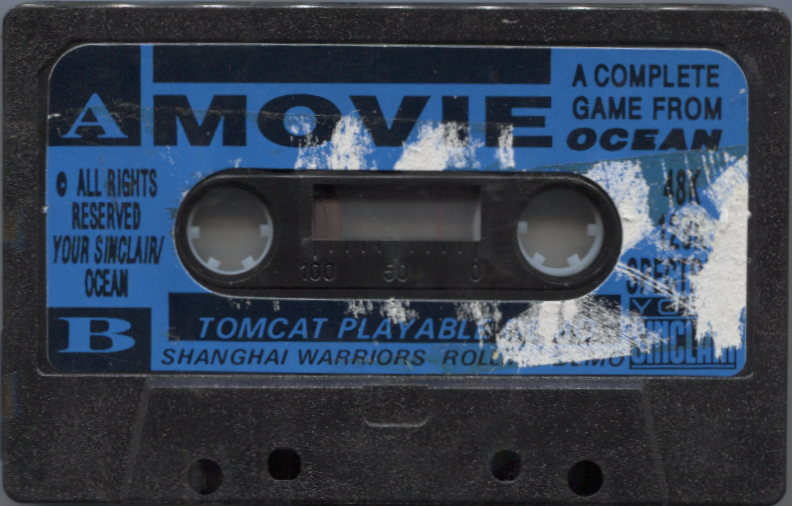 A MOVIE
A COMPLETE
GAME FROM
OCEAN
© ALL RIGHTS
RESERVED
YOUR SINCLAIR/
OCEAN
48K
100 50 0
B
TOMCAT PLAYABLE
SHANGHAI WARRIORS DEMO
SINCLAIR